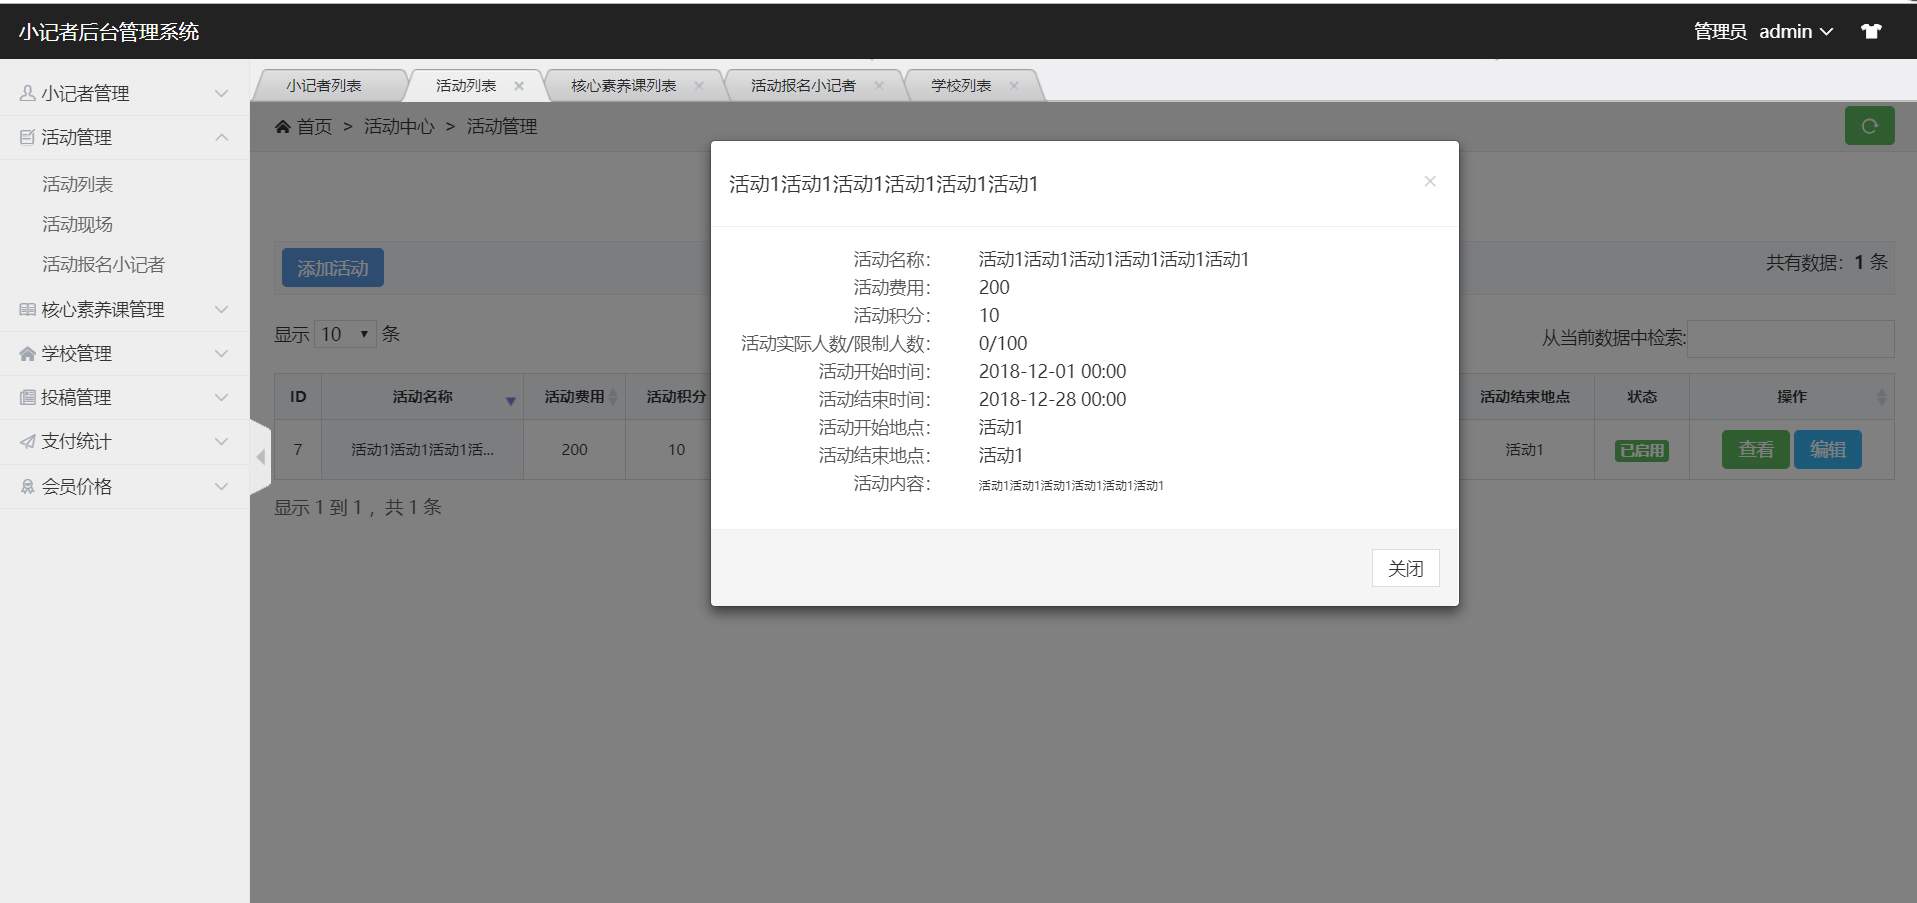 小记者后台管理系统
管理员 admin
小记者管理
活动管理
活动列表
活动现场
活动报名小记者
核心素养课管理
学校管理
投稿管理
支付统计
会员价格
小记者列表 活动列表 核心素养课列表 活动报名小记者 学校列表
首页 > 活动中心 > 活动管理
添加活动
共有数据：1 条
显示 10 条
从当前数据中检索:
ID 活动名称 活动费用 活动积分 活动结束地点 状态 操作
7 活动1活动1活动1活... 200 10 活动1 已启用 查看 编辑
显示 1 到 1 ，共 1 条
活动1活动1活动1活动1活动1活动1 ×
活动名称： 活动1活动1活动1活动1活动1活动1
活动费用： 200
活动积分： 10
活动实际人数/限制人数： 0/100
活动开始时间： 2018-12-01 00:00
活动结束时间： 2018-12-28 00:00
活动开始地点： 活动1
活动结束地点： 活动1
活动内容： 活动1活动1活动1活动1活动1活动1
关闭